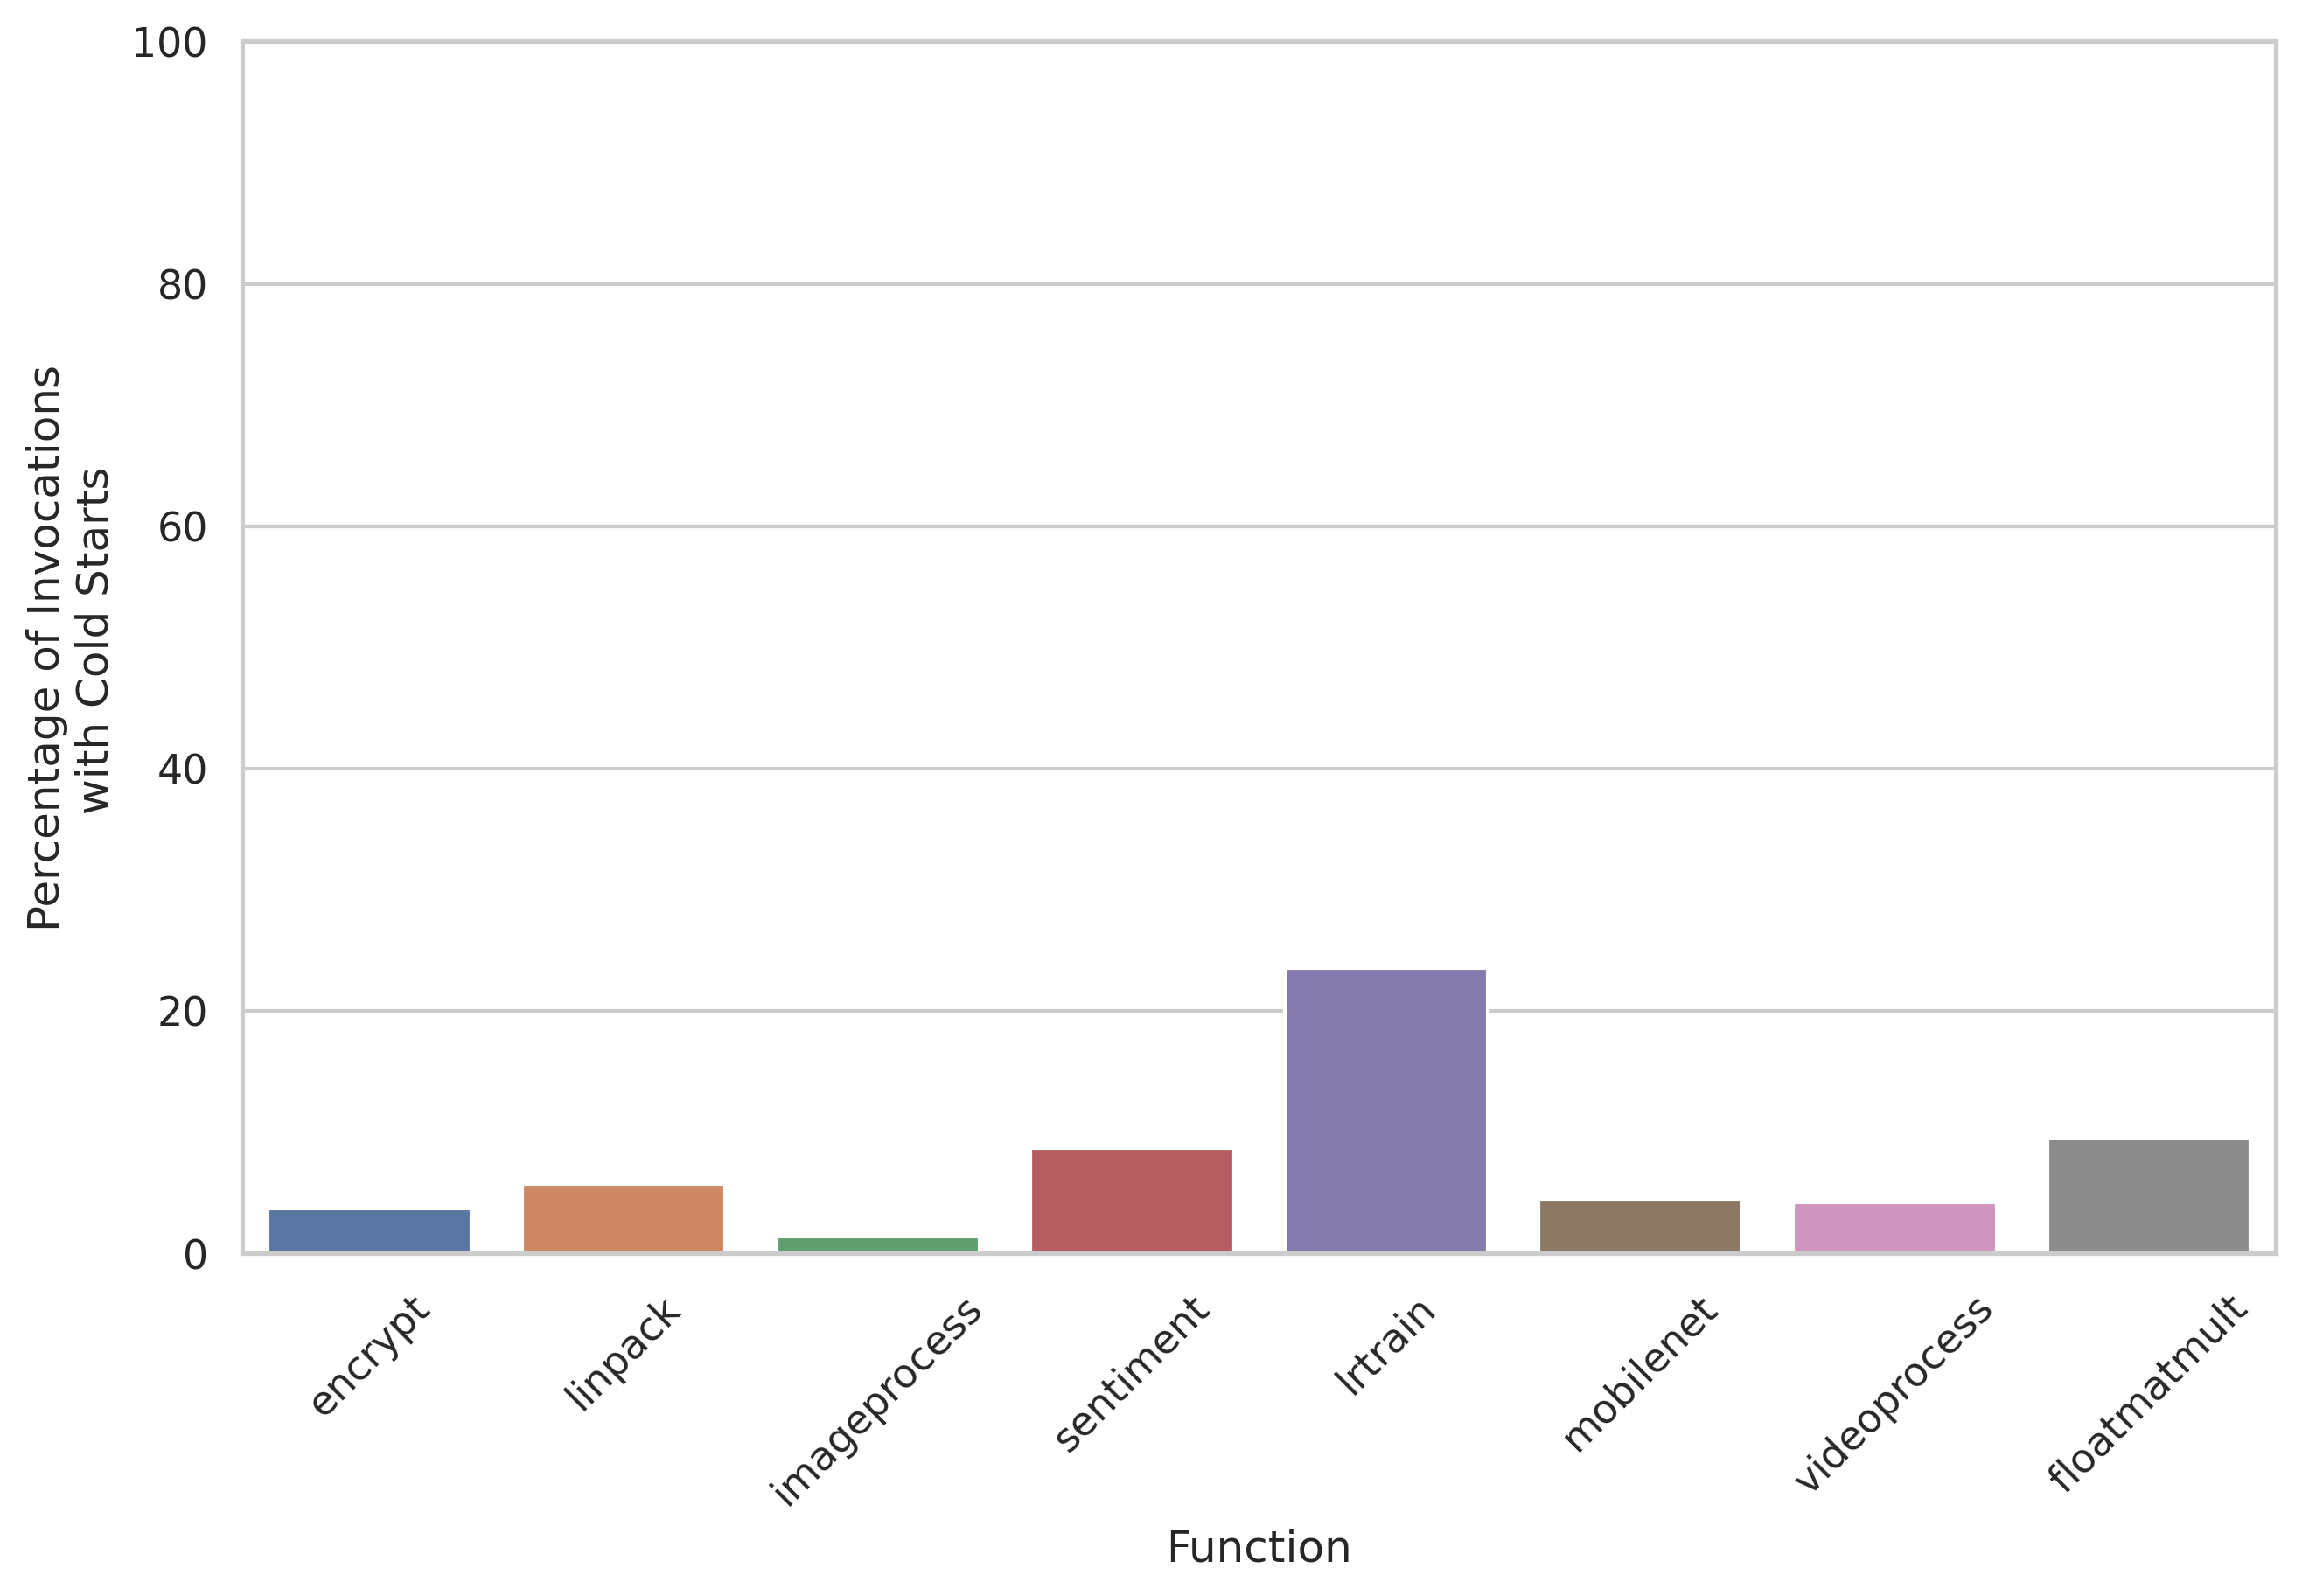 Percentage of Invocations
with Cold Starts
100
80
60
40
20
0
encrypt
linpack
imageprocess
sentiment
lrtrain
mobilenet
videoprocess
floatmatmult
Function